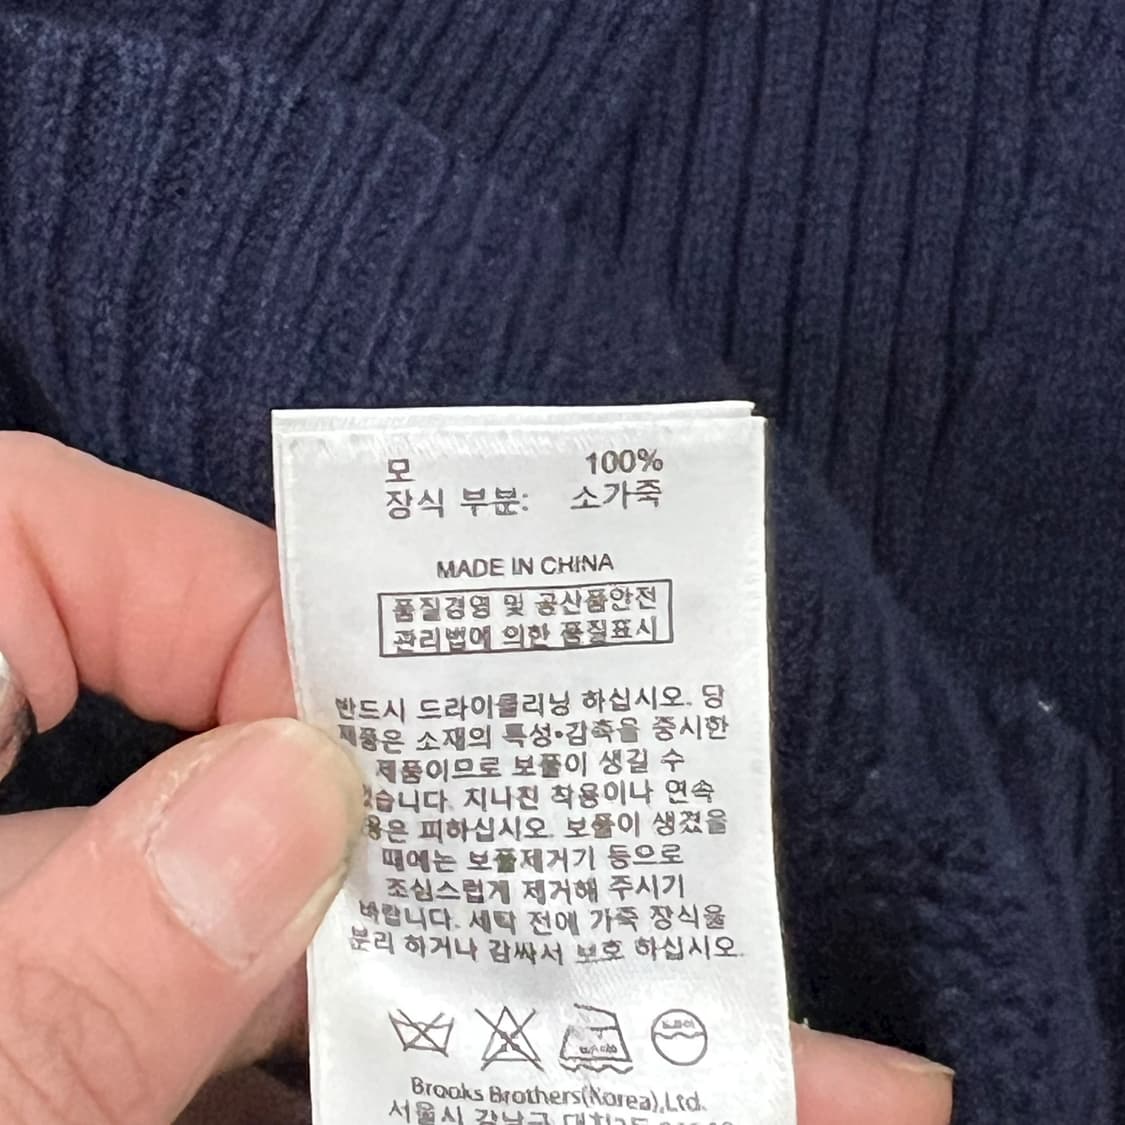 모 100%
장식 부분: 소가죽
MADE IN CHINA
품질경영 및 공산품안전
관리법에 의한 품질표시
반드시 드라이클리닝 하십시오. 당
제품은 소재의 특성•감촉을 중시한
제품이므로 보풀이 생길 수
있습니다. 지나친 착용이나 연속
피하십시오. 보풀이 생겼을
때에는 보풀제거기 등으로
조심스럽게 제거해 주시기
바랍니다. 세탁 전에 가죽 장식을
분리 하거나 감싸서 보호 하십시오.
드라이
Brooks Brothers(Korea),Ltd.
서울시 강남구